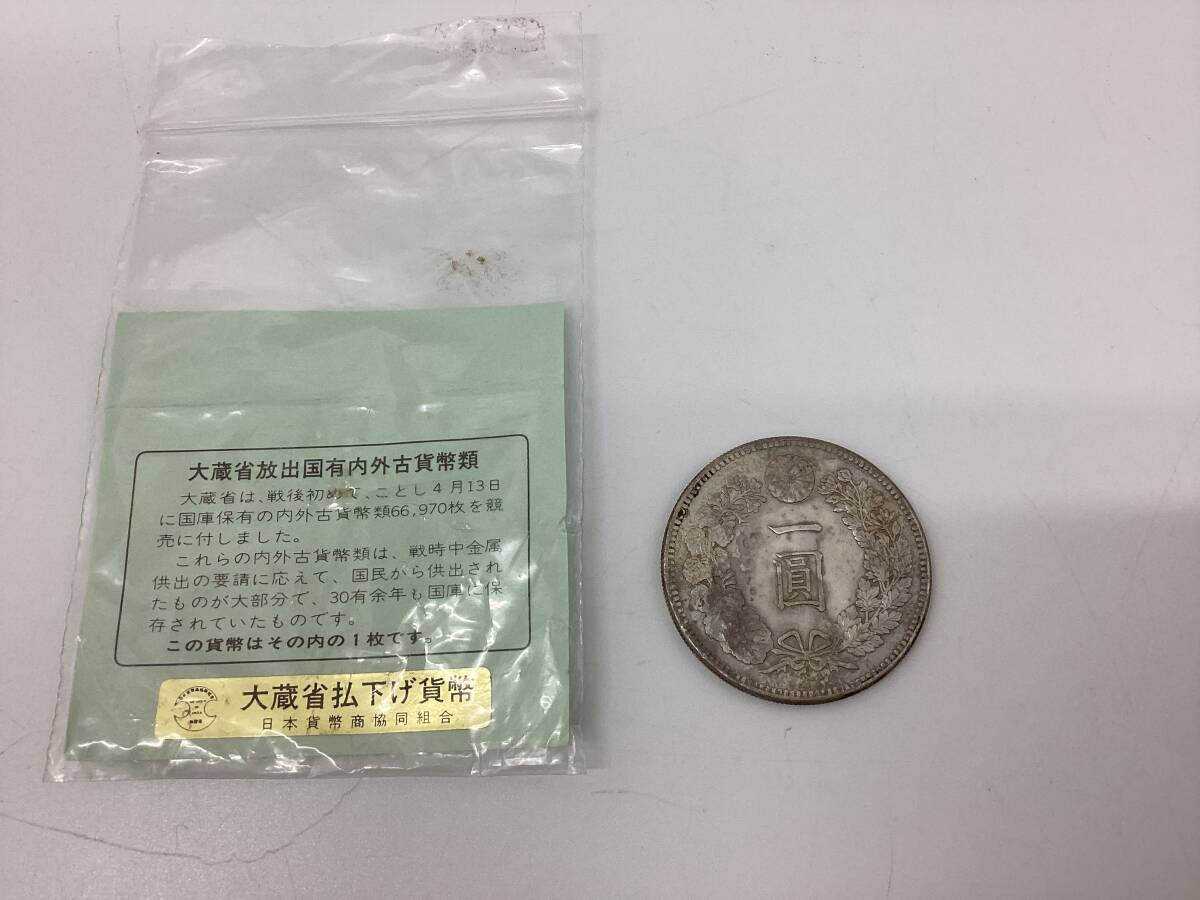 大蔵省放出国有内外古貨幣類
大蔵省は、戦後初めて、ことし4月13日
に国庫保有の内外古貨幣類66,970枚を競
売に付しました。
これらの内外古貨幣類は、戦時中金属
供出の要請に応えて、国民から供出され
たものが大部分で、30有余年も国庫に保
存されていたものです。
この貨幣はその内の1枚です。
大蔵省払下げ貨幣
日本貨幣商協同組合
一圓